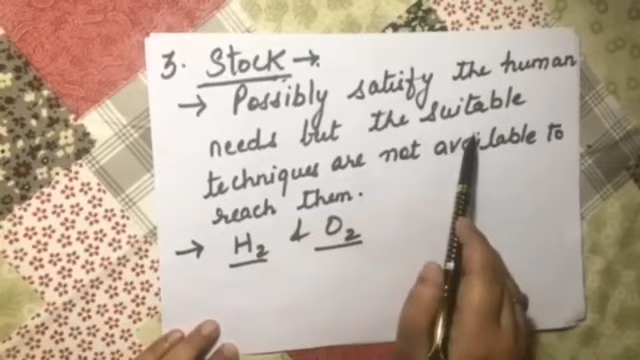 3. Stock →
→ Possibly satisfy the human
needs but the suitable
techniques are not available to
reach them.
→ H₂ & O₂